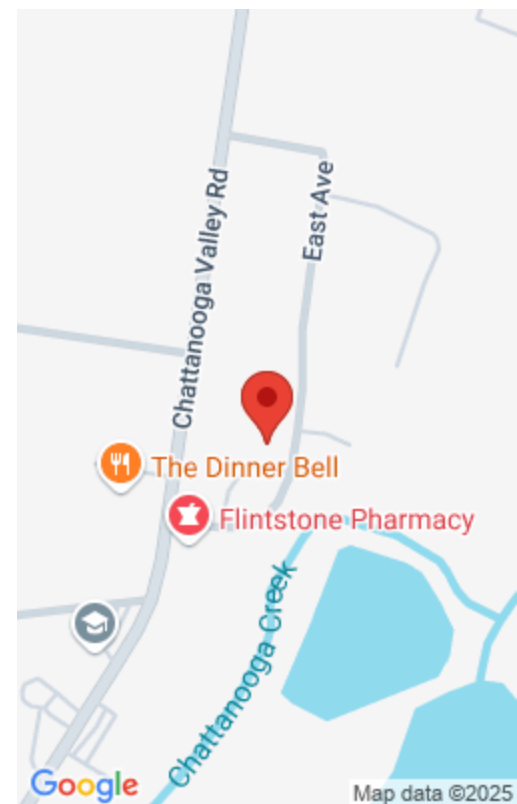 Chattanooga Valley Rd
East Ave
The Dinner Bell
Flintstone Pharmacy
Chattanooga Creek
Google
Map data ©2025